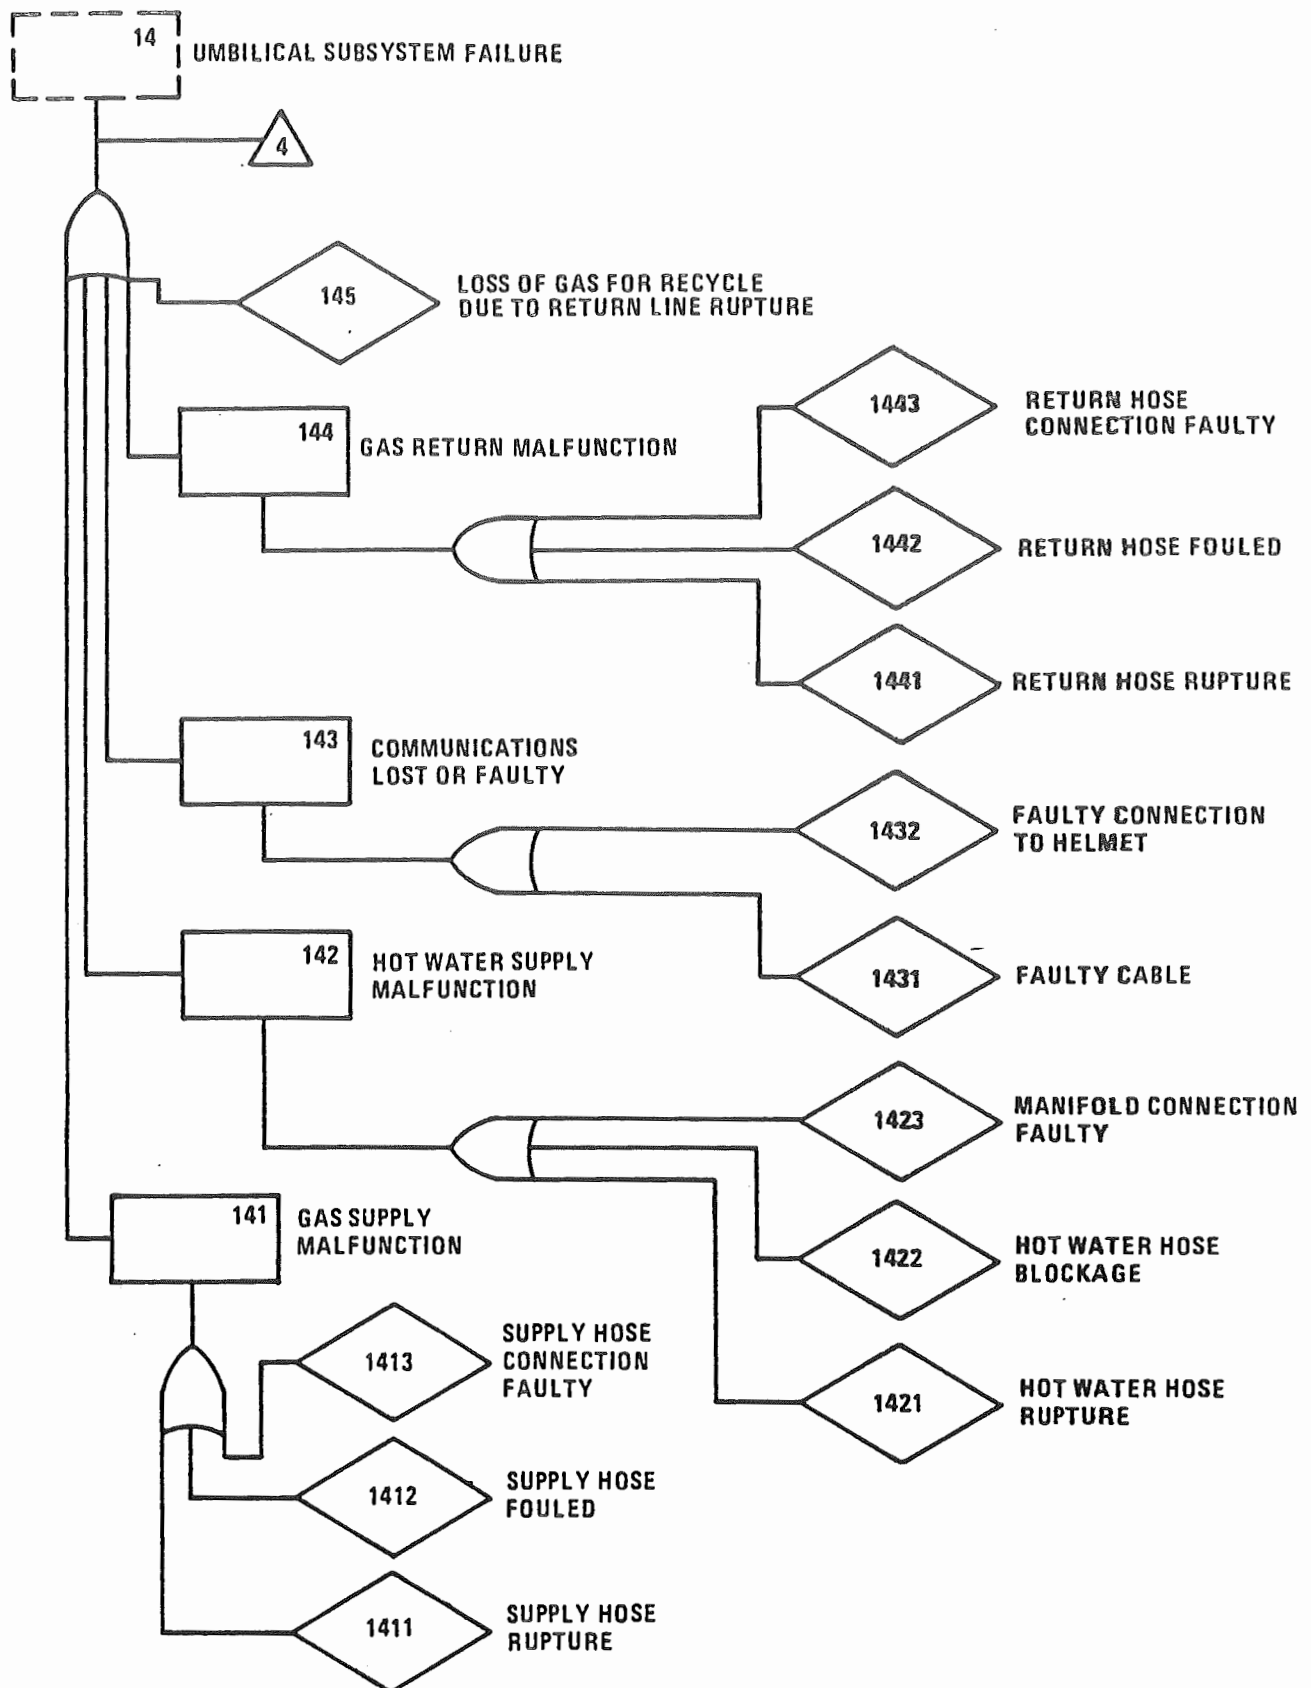 14
UMBILICAL SUBSYSTEM FAILURE
4
145
LOSS OF GAS FOR RECYCLE
DUE TO RETURN LINE RUPTURE
1443
RETURN HOSE
CONNECTION FAULTY
144
GAS RETURN MALFUNCTION
1442
RETURN HOSE FOULED
1441
RETURN HOSE RUPTURE
143
COMMUNICATIONS
LOST OR FAULTY
1432
FAULTY CONNECTION
TO HELMET
142
HOT WATER SUPPLY
MALFUNCTION
1431
FAULTY CABLE
1423
MANIFOLD CONNECTION
FAULTY
141
GAS SUPPLY
MALFUNCTION
1422
HOT WATER HOSE
BLOCKAGE
1413
SUPPLY HOSE
CONNECTION
FAULTY
1421
HOT WATER HOSE
RUPTURE
1412
SUPPLY HOSE
FOULED
1411
SUPPLY HOSE
RUPTURE